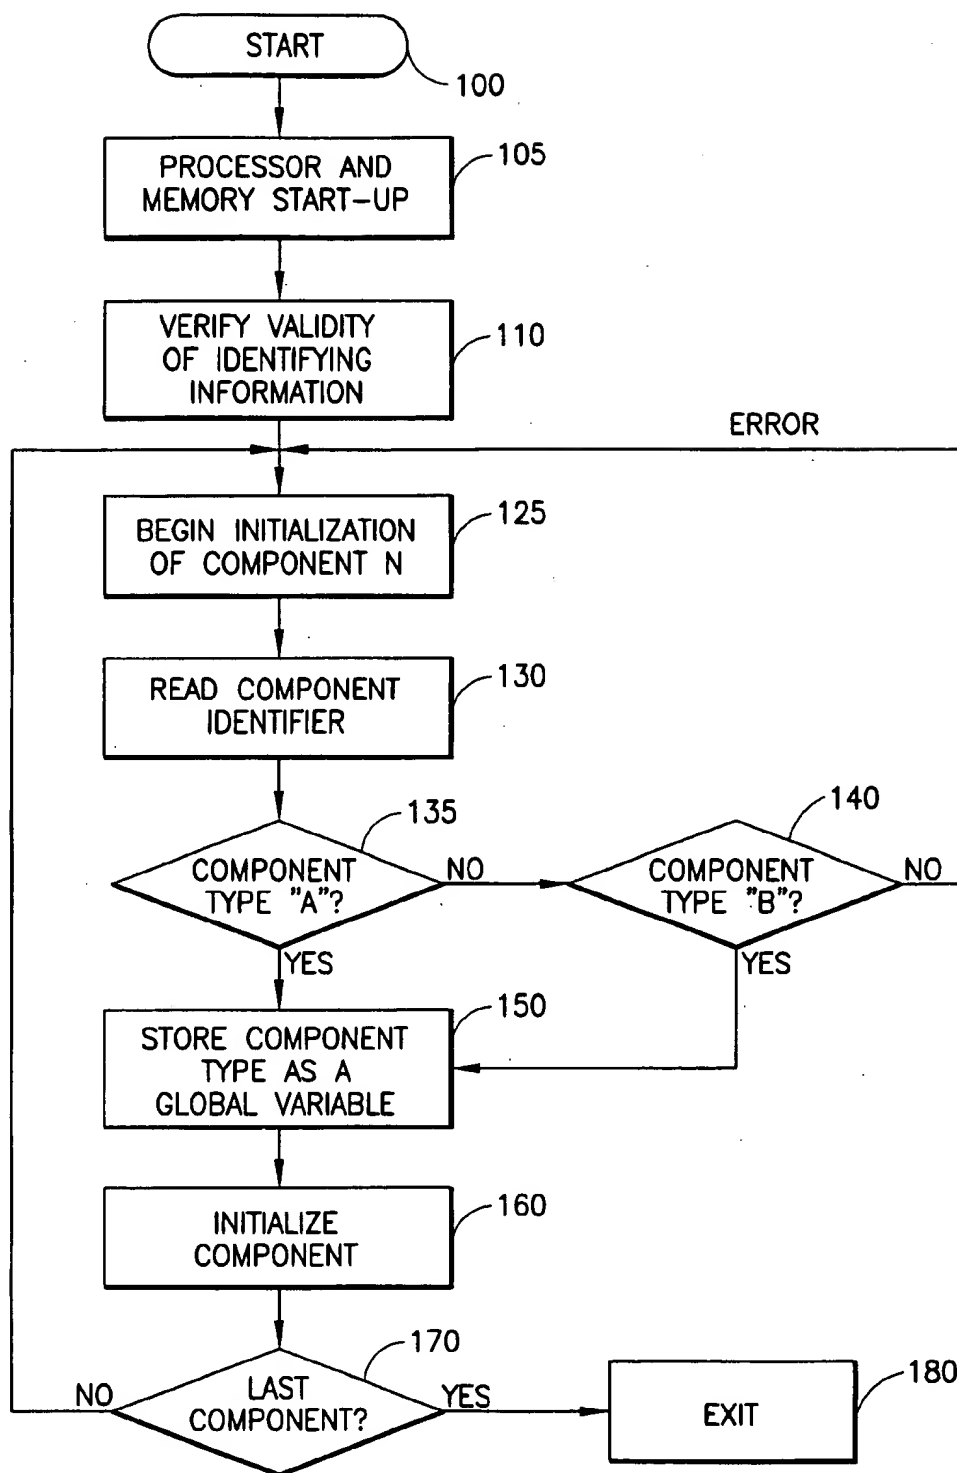 START
100
PROCESSOR AND
MEMORY START-UP
105
VERIFY VALIDITY
OF IDENTIFYING
INFORMATION
110
ERROR
BEGIN INITIALIZATION
OF COMPONENT N
125
READ COMPONENT
IDENTIFIER
130
COMPONENT
TYPE "A"?
135
NO
COMPONENT
TYPE "B"?
140
NO
YES
YES
STORE COMPONENT
TYPE AS A
GLOBAL VARIABLE
150
INITIALIZE
COMPONENT
160
NO
LAST
COMPONENT?
170
YES
EXIT
180